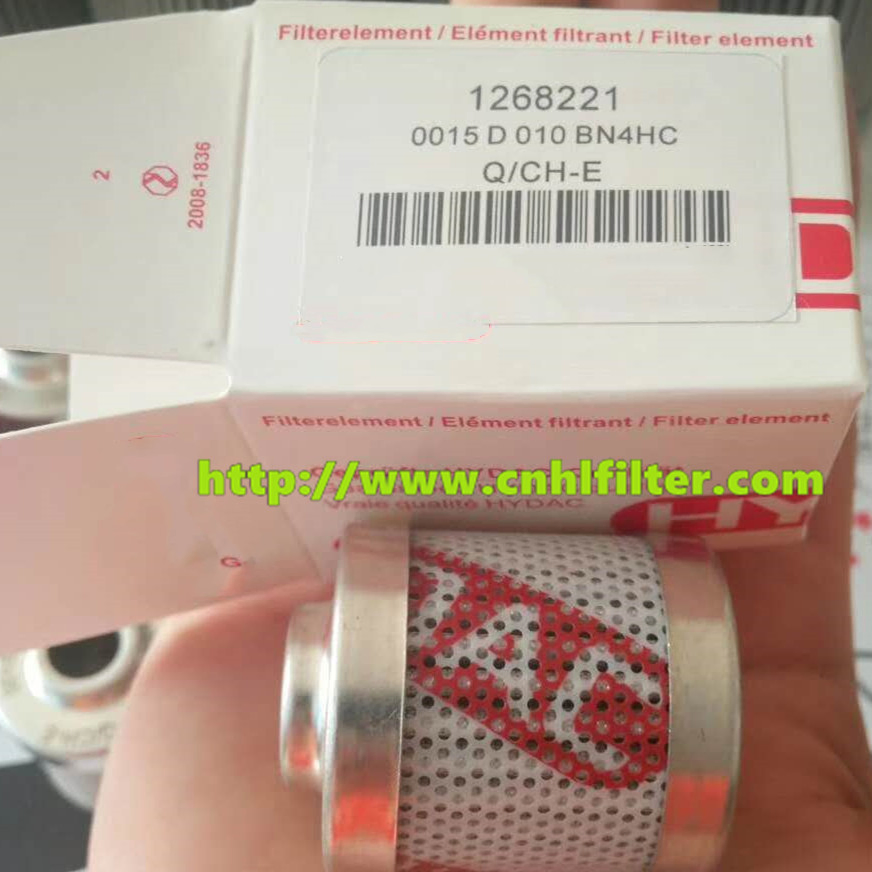 Filterelement / Elément filtrant / Filter element
1268221
0015 D 010 BN4HC
Q/CH-E
2
2008-1836
Filterelement / Elément filtrant / Filter element
http://www.cnhlfilter.com
Vraie qualité HYDAC
HY
G